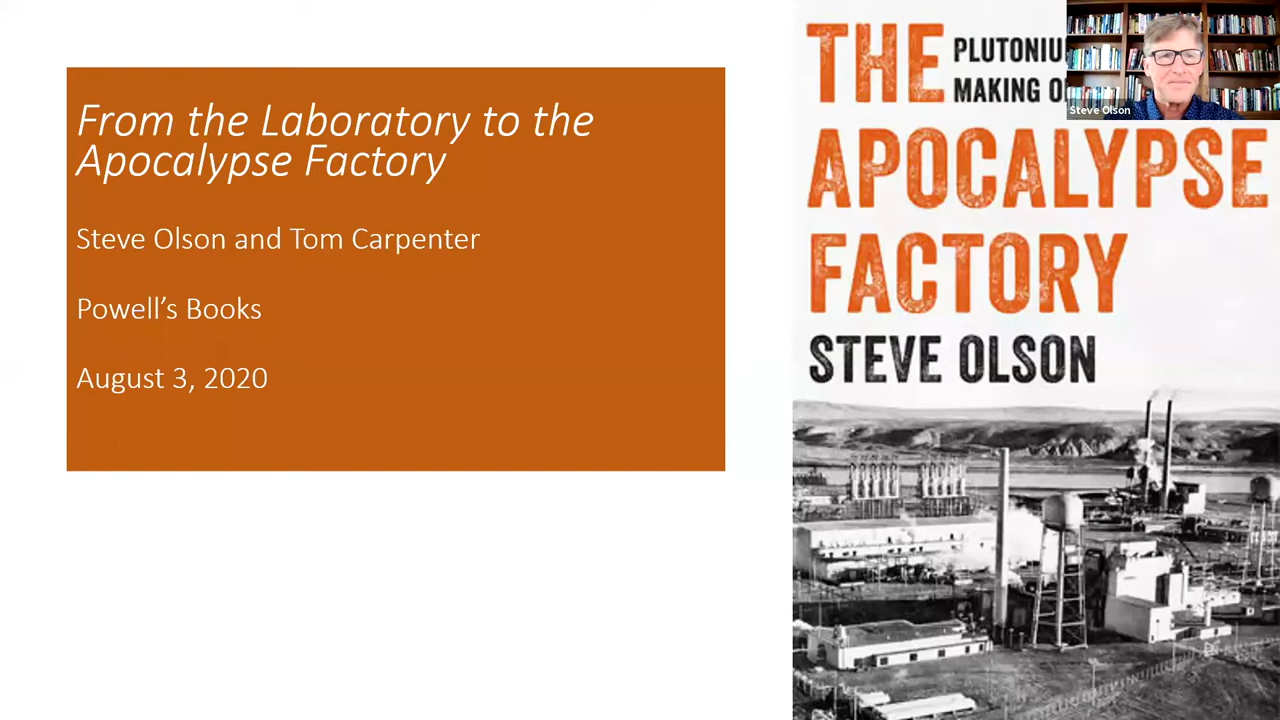 From the Laboratory to the
Apocalypse Factory
Steve Olson and Tom Carpenter
Powell’s Books
August 3, 2020
THE
MAKING
APOCALYPSE
FACTORY
STEVE OLSON
Steve Olson